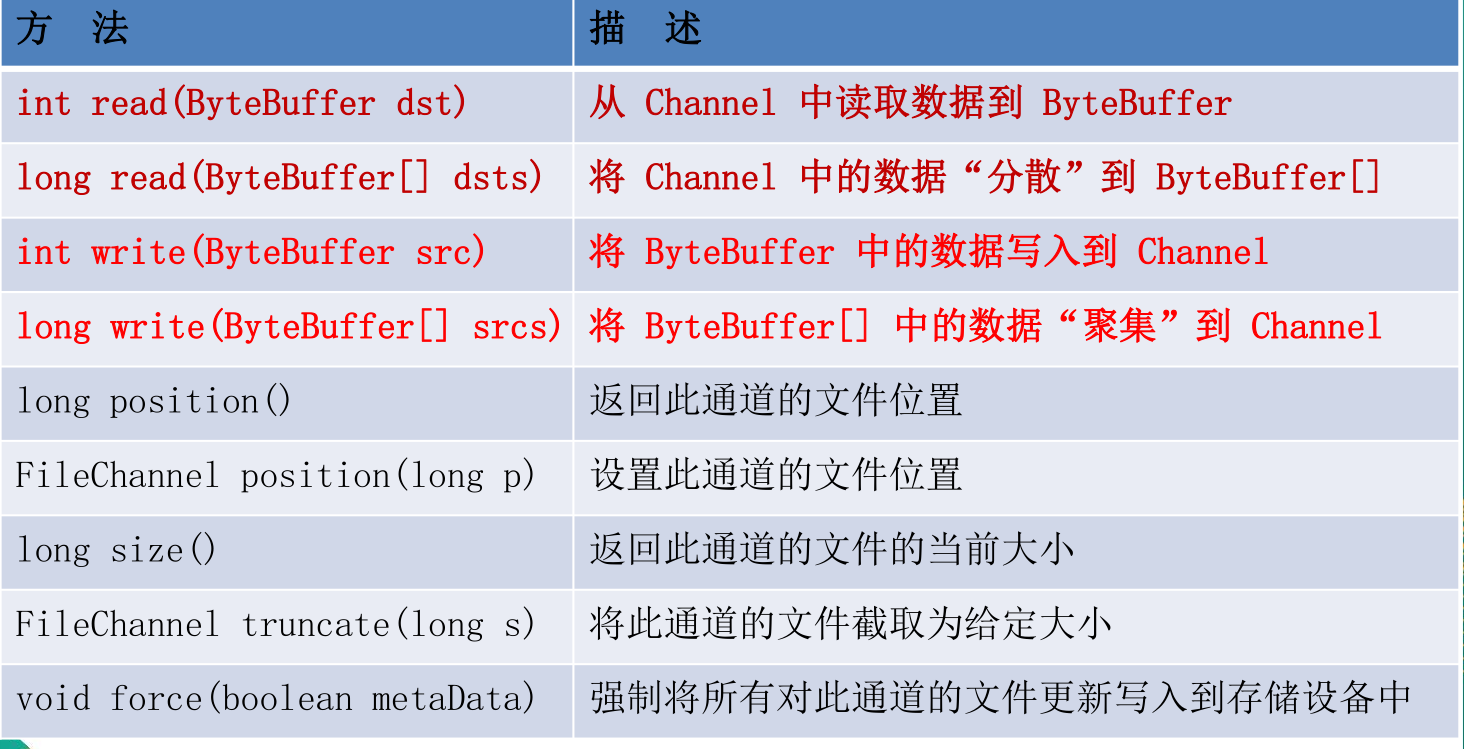 方 法 描 述
int read(ByteBuffer dst) 从 Channel 中读取数据到 ByteBuffer
long read(ByteBuffer[] dsts) 将 Channel 中的数据“分散”到 ByteBuffer[]
int write(ByteBuffer src) 将 ByteBuffer 中的数据写入到 Channel
long write(ByteBuffer[] srcs) 将 ByteBuffer[] 中的数据“聚集”到 Channel
long position() 返回此通道的文件位置
FileChannel position(long p) 设置此通道的文件位置
long size() 返回此通道的文件的当前大小
FileChannel truncate(long s) 将此通道的文件截取为给定大小
void force(boolean metaData) 强制将所有对此通道的文件更新写入到存储设备中